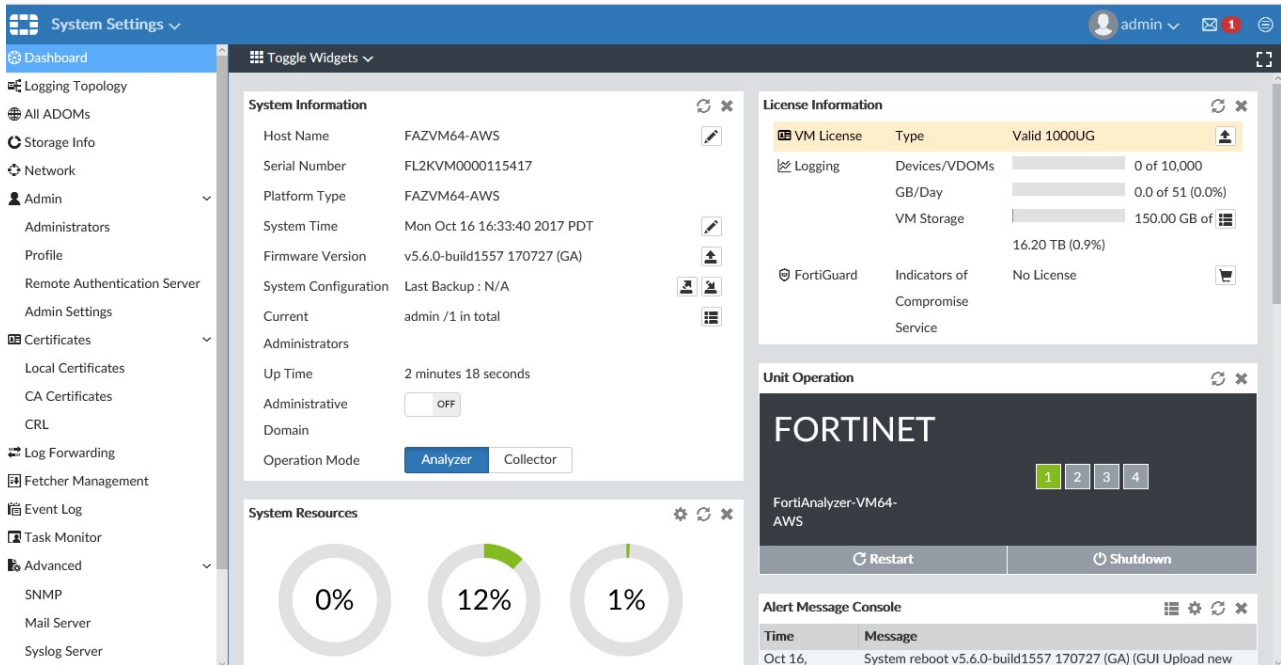 System Settings
admin
1
Dashboard
Logging Topology
All ADOMs
Storage Info
Network
Admin
Administrators
Profile
Remote Authentication Server
Admin Settings
Certificates
Local Certificates
CA Certificates
CRL
Log Forwarding
Fetcher Management
Event Log
Task Monitor
Advanced
SNMP
Mail Server
Syslog Server
Toggle Widgets
System Information
Host Name FAZVM64-AWS
Serial Number FL2KVM0000115417
Platform Type FAZVM64-AWS
System Time Mon Oct 16 16:33:40 2017 PDT
Firmware Version v5.6.0-build1557 170727 (GA)
System Configuration Last Backup : N/A
Current admin /1 in total
Administrators
Up Time 2 minutes 18 seconds
Administrative OFF
Domain
Operation Mode Analyzer Collector
System Resources
0% 12% 1%
License Information
VM License Type Valid 1000UG
Logging Devices/VDOMs 0 of 10,000
GB/Day 0.0 of 51 (0.0%)
VM Storage 150.00 GB of
16.20 TB (0.9%)
FortiGuard Indicators of No License
Compromise
Service
Unit Operation
FORTINET
1 2 3 4
FortiAnalyzer-VM64-
AWS
Restart Shutdown
Alert Message Console
Time Message
Oct 16, System reboot v5.6.0-build1557 170727 (GA) (GUI Upload new